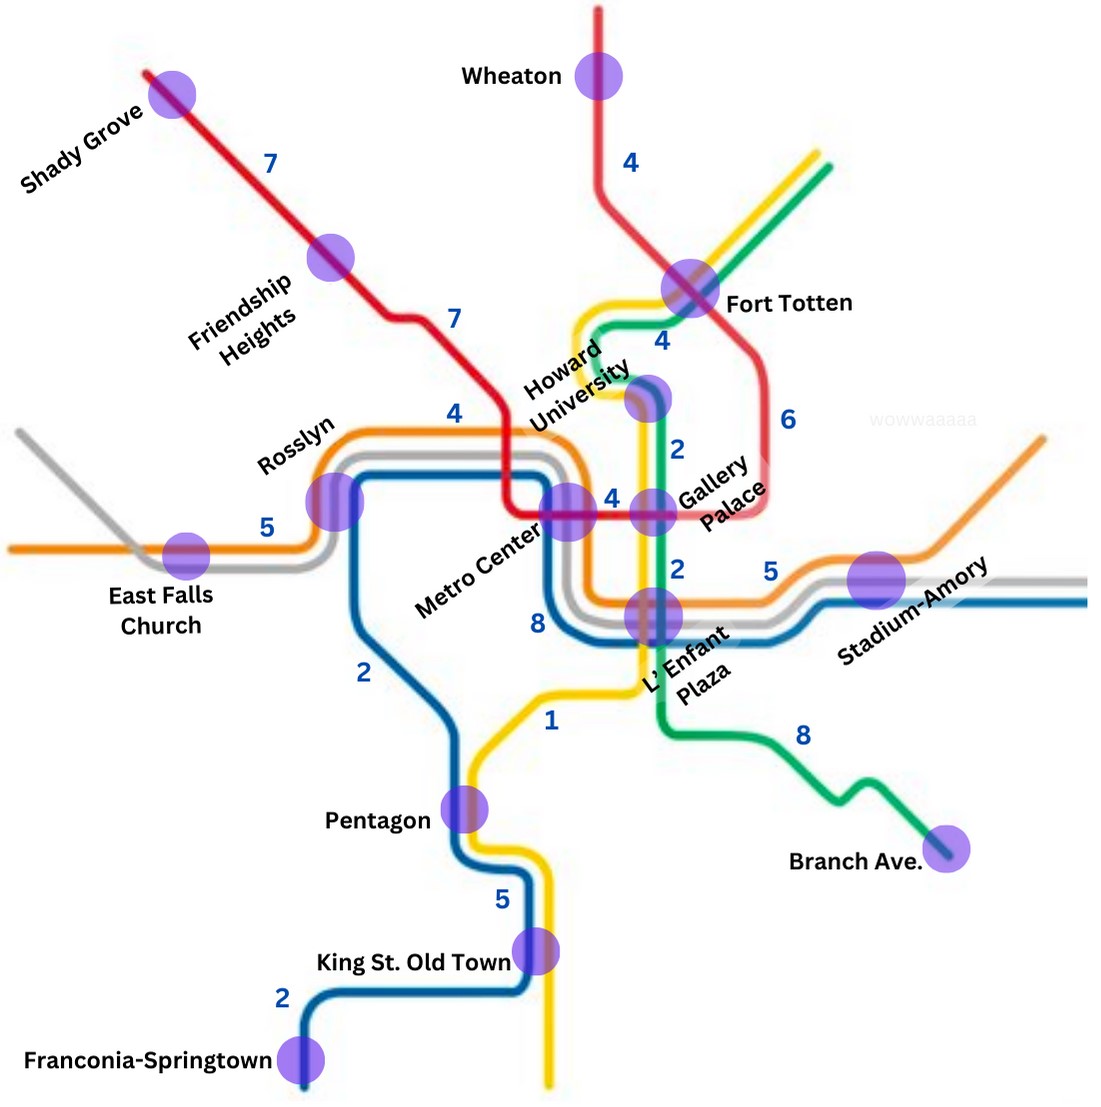 Wheaton
Shady Grove
7
4
Friendship
Heights
7
Fort Totten
4
Howard
University
Rosslyn
4
6
wowwaaaaa
2
Gallery
Palace
4
5
Metro Center
East Falls
Church
2
5
8
Stadium-Amory
L' Enfant
Plaza
2
1
8
Pentagon
Branch Ave.
5
King St. Old Town
2
Franconia-Springtown